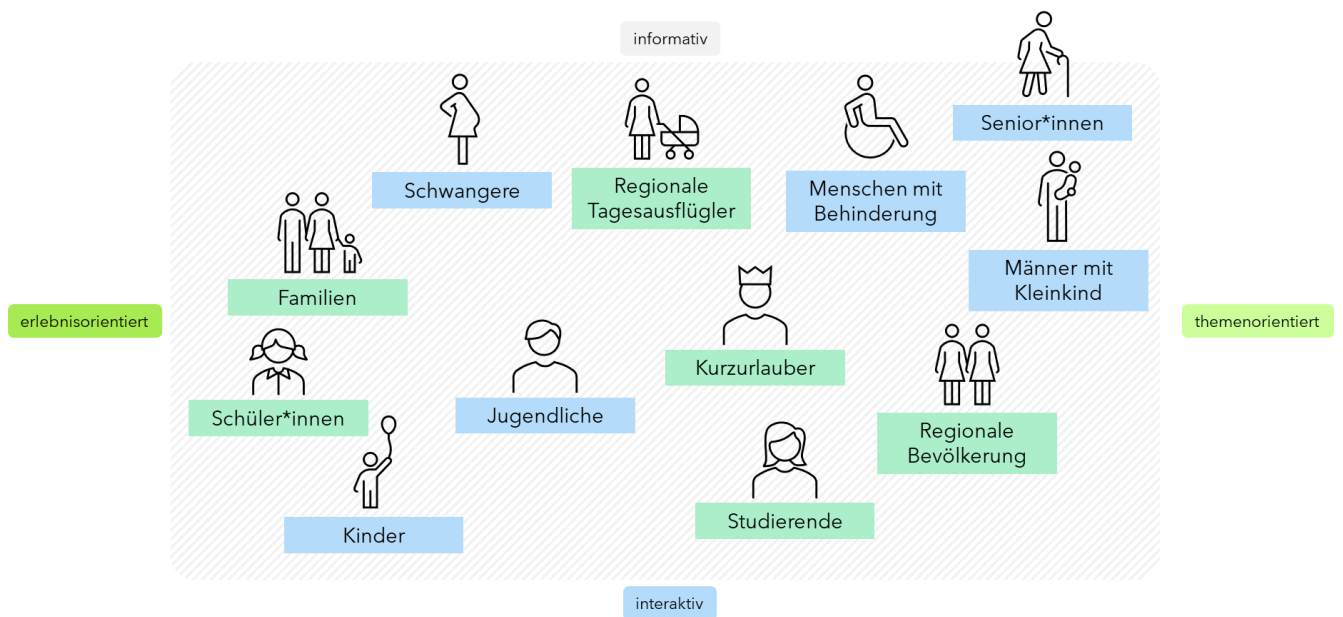 informativ
Senior*innen
Schwangere
Regionale
Tagesausflügler
Menschen mit
Behinderung
Männer mit
Kleinkind
Familien
erlebnisorientiert
themenorientiert
Kurzurlauber
Schüler*innen
Jugendliche
Regionale
Bevölkerung
Studierende
Kinder
interaktiv